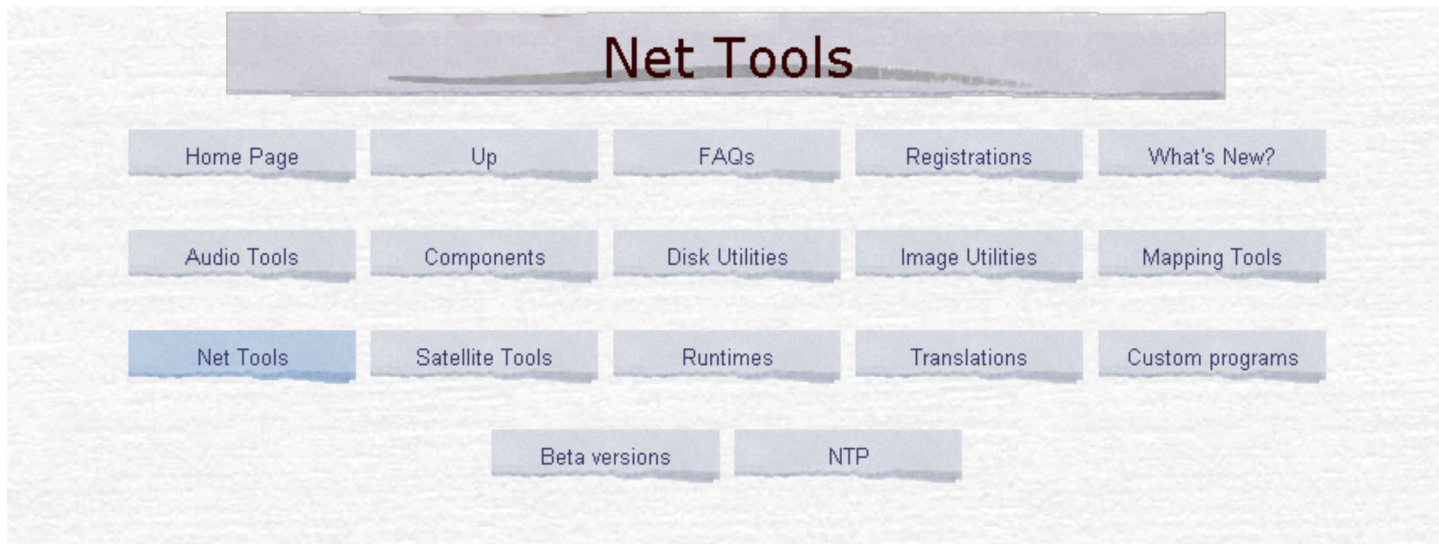 Net Tools
Home Page Up FAQs Registrations What's New?
Audio Tools Components Disk Utilities Image Utilities Mapping Tools
Net Tools Satellite Tools Runtimes Translations Custom programs
Beta versions NTP